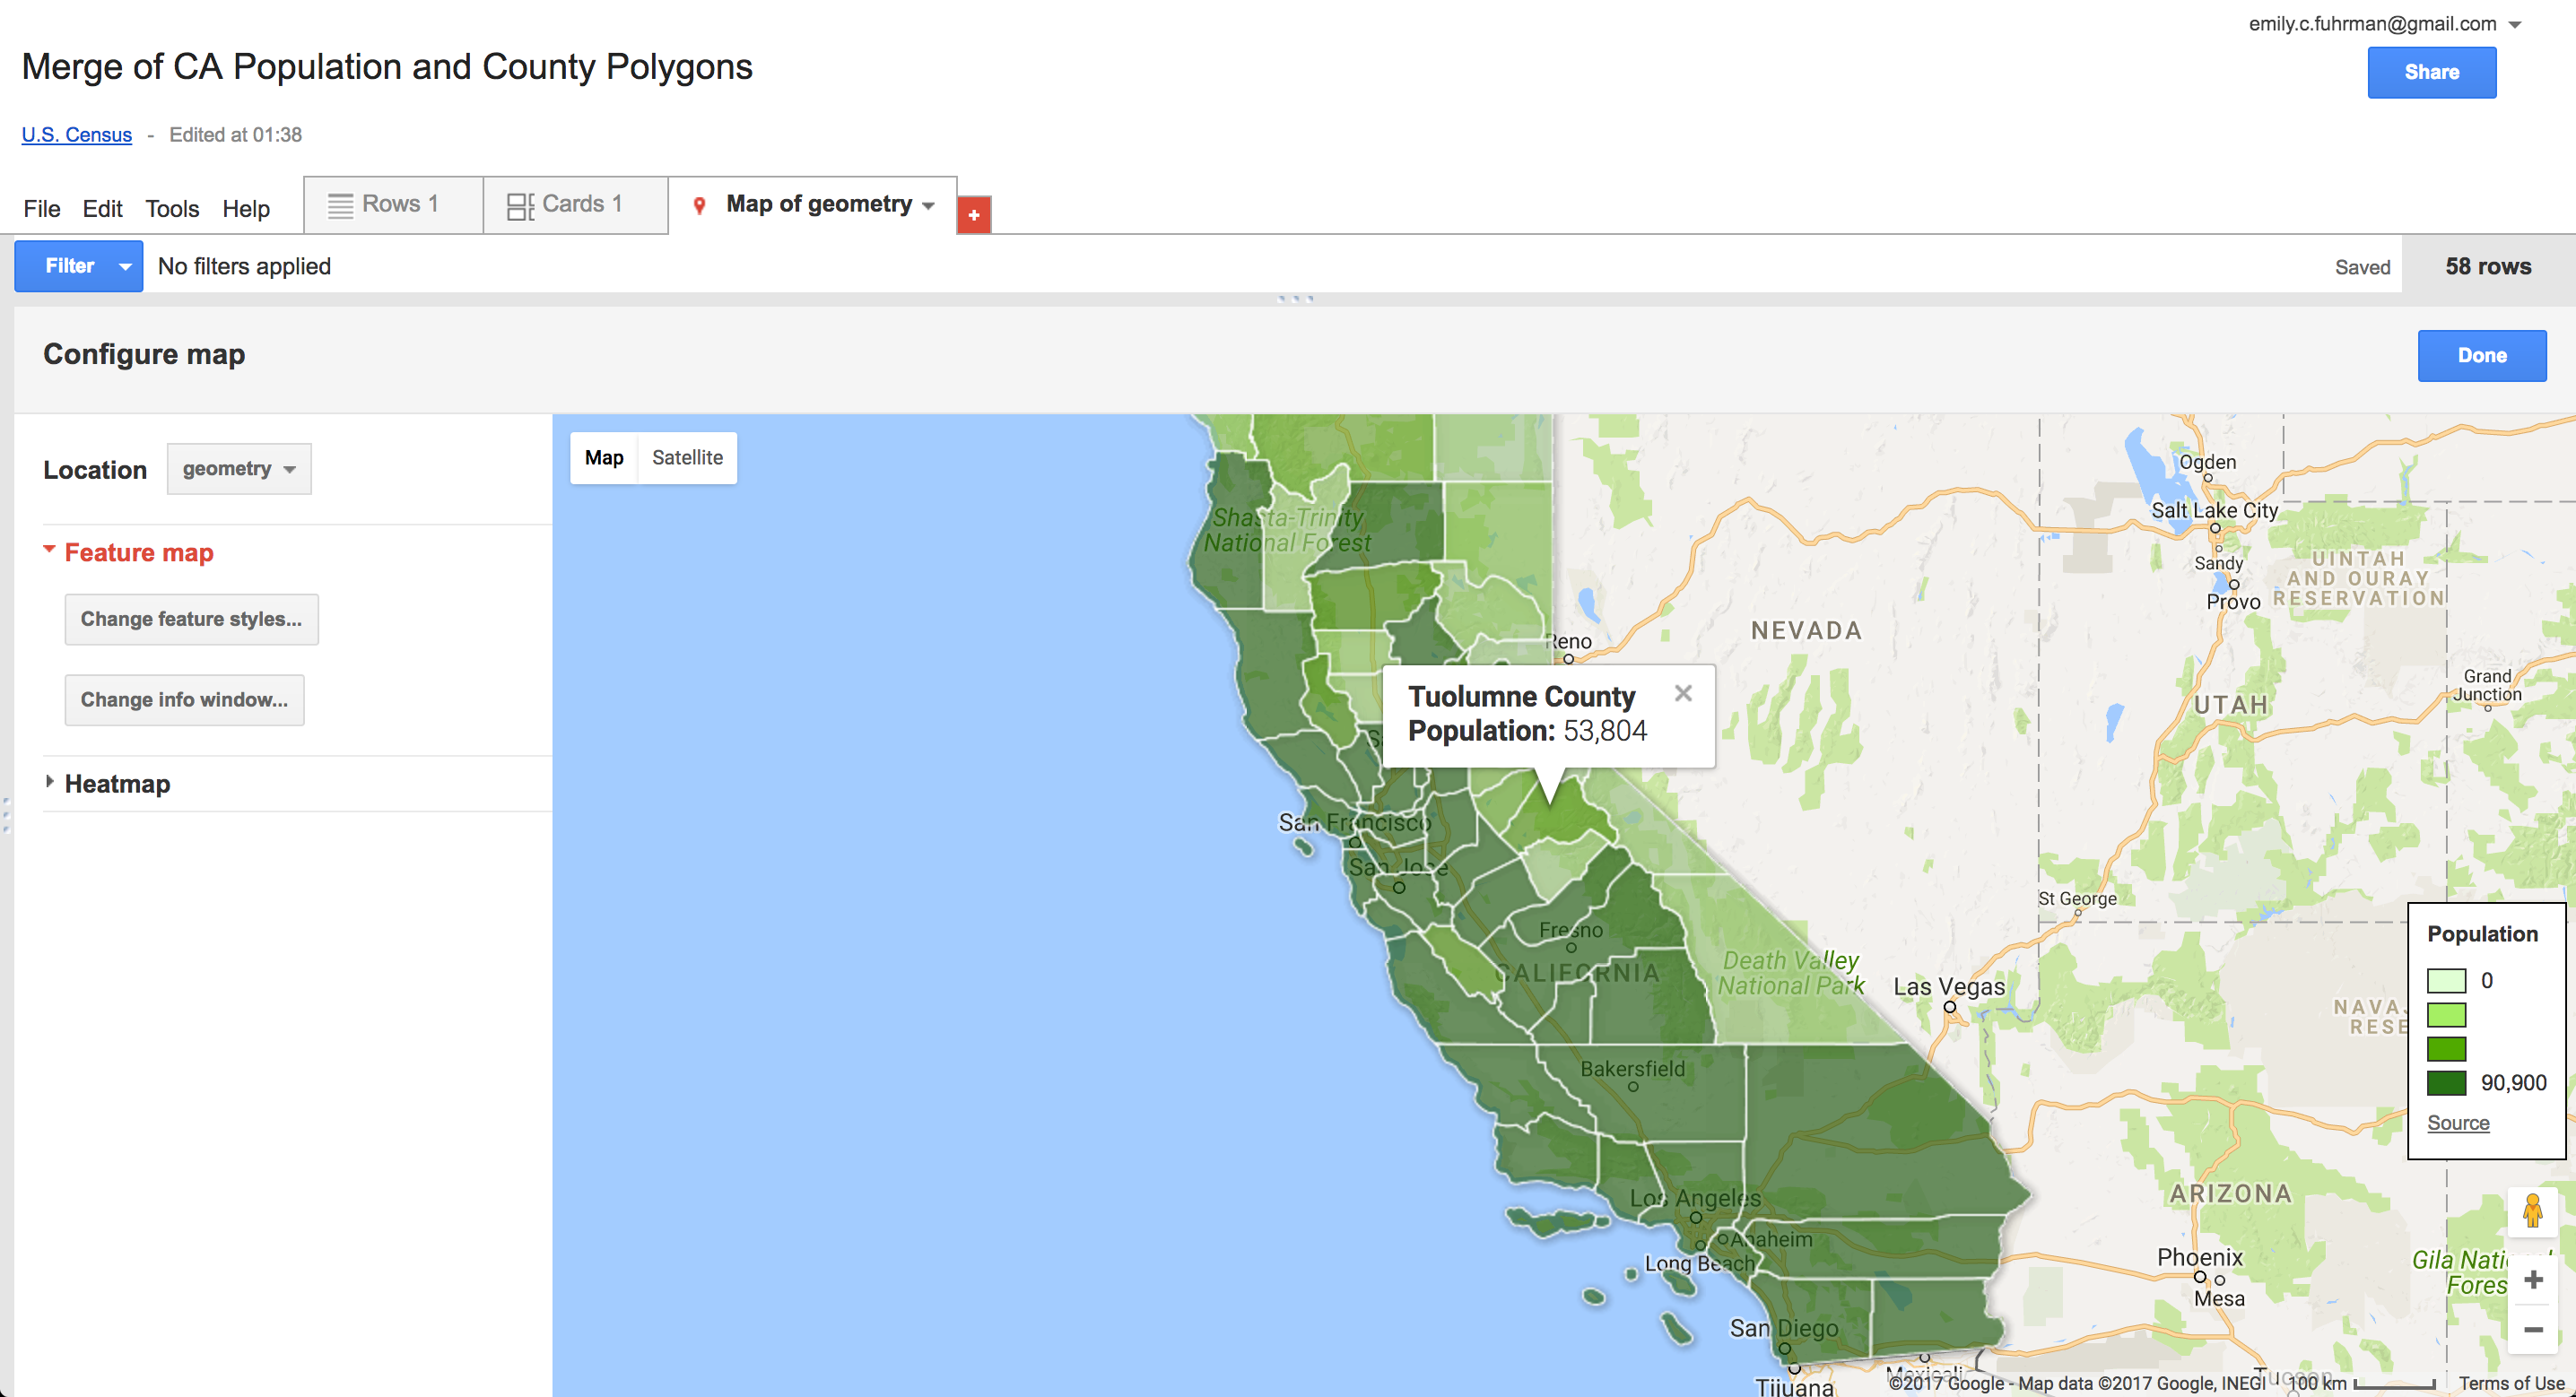 emily.c.fuhrman@gmail.com
Merge of CA Population and County Polygons
Share
U.S. Census - Edited at 01:38
File Edit Tools Help
Rows 1
Cards 1
Map of geometry
+
Filter
No filters applied
Saved
58 rows
Configure map
Done
Location
geometry
Feature map
Change feature styles...
Change info window...
Heatmap
Map
Satellite
Shasta-Trinity
National Forest
Reno
NEVADA
Ogden
Salt Lake City
Sandy
Provo
UINTAH
AND OURAY
RESERVATION
Grand
Junction
UTAH
Tuolumne County
Population: 53,804
San Francisco
San Jose
Fresno
CALIFORNIA
Death Valley
National Park
Las Vegas
St George
Bakersfield
Los Angeles
Anaheim
Long Beach
San Diego
Tijuana
Mexicali
ARIZONA
Phoenix
Mesa
Tucson
Population
0
90,900
Source
+
−
©2017 Google - Map data ©2017 Google, INEGI
100 km
Terms of Use